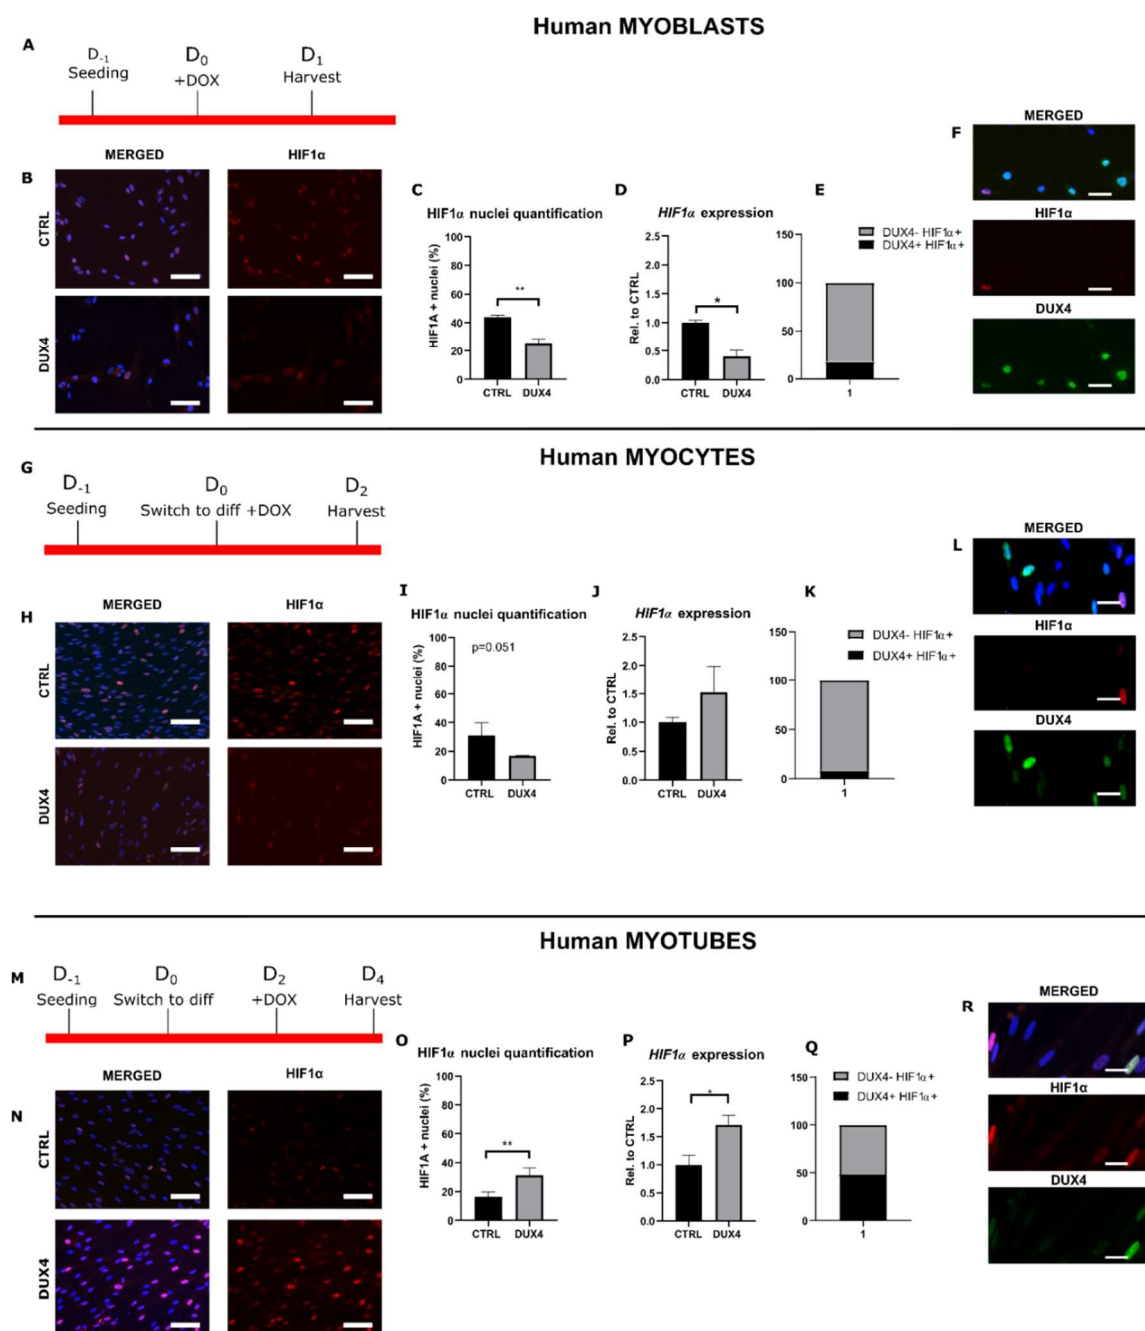 Human MYOBLASTS
A
D-1
Seeding
D0
+DOX
D1
Harvest
B
MERGED
HIF1α
CTRL
DUX4
C
HIF1α nuclei quantification
HIF1A + nuclei (%)
100
80
60
40
20
0
**
CTRL DUX4
D
HIF1α expression
Rel. to CTRL
2.5
2.0
1.5
1.0
0.5
0.0
*
CTRL DUX4
E
DUX4- HIF1α+
DUX4+ HIF1α+
150
100
50
0
1
F
MERGED
HIF1α
DUX4
Human MYOCYTES
G
D-1
Seeding
D0
Switch to diff +DOX
D2
Harvest
H
MERGED
HIF1α
CTRL
DUX4
I
HIF1α nuclei quantification
HIF1A + nuclei (%)
100
80
60
40
20
0
p=0.051
CTRL DUX4
J
HIF1α expression
Rel. to CTRL
2.5
2.0
1.5
1.0
0.5
0.0
CTRL DUX4
K
DUX4- HIF1α+
DUX4+ HIF1α+
150
100
50
0
1
L
MERGED
HIF1α
DUX4
Human MYOTUBES
M
D-1
Seeding
D0
Switch to diff
D2
+DOX
D4
Harvest
N
MERGED
HIF1α
CTRL
DUX4
O
HIF1α nuclei quantification
HIF1A + nuclei (%)
100
80
60
40
20
0
**
CTRL DUX4
P
HIF1α expression
Rel. to CTRL
2.5
2.0
1.5
1.0
0.5
0.0
*
CTRL DUX4
Q
DUX4- HIF1α+
DUX4+ HIF1α+
150
100
50
0
1
R
MERGED
HIF1α
DUX4